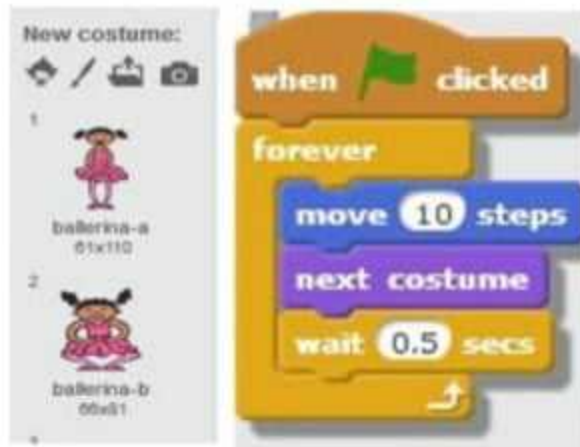 New costume:
1
ballerina-a
61x110
2
ballerina-b
66x81
when clicked
forever
move 10 steps
next costume
wait 0.5 secs